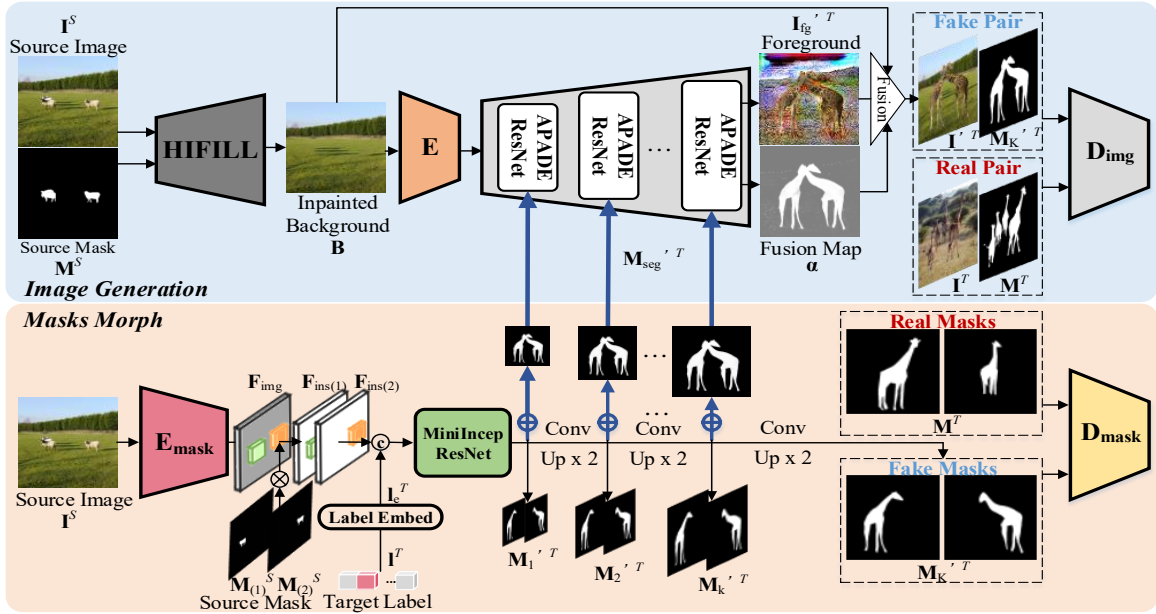 I^S
Source Image
Source Mask
M^S
HIFILL
Inpainted
Background
B
E
APADE
ResNet
APADE
ResNet
...
APADE
ResNet
M_seg'^T
I_fg'^T
Foreground
Fusion Map
α
Fusion
Fake Pair
I'^T
M_K'^T
Real Pair
I^T
M^T
D_img
Image Generation
Masks Morph
Source Image
I^S
E_mask
F_img
F_ins(1)
F_ins(2)
M_(1)^S
M_(2)^S
Source Mask
c
l_e^T
Label Embed
l^T
...
Target Label
MiniIncep
ResNet
...
...
Conv
Up x 2
Conv
Up x 2
Conv
Up x 2
M_1'^T
M_2'^T
M_k'^T
Real Masks
M^T
Fake Masks
M_K'^T
D_mask